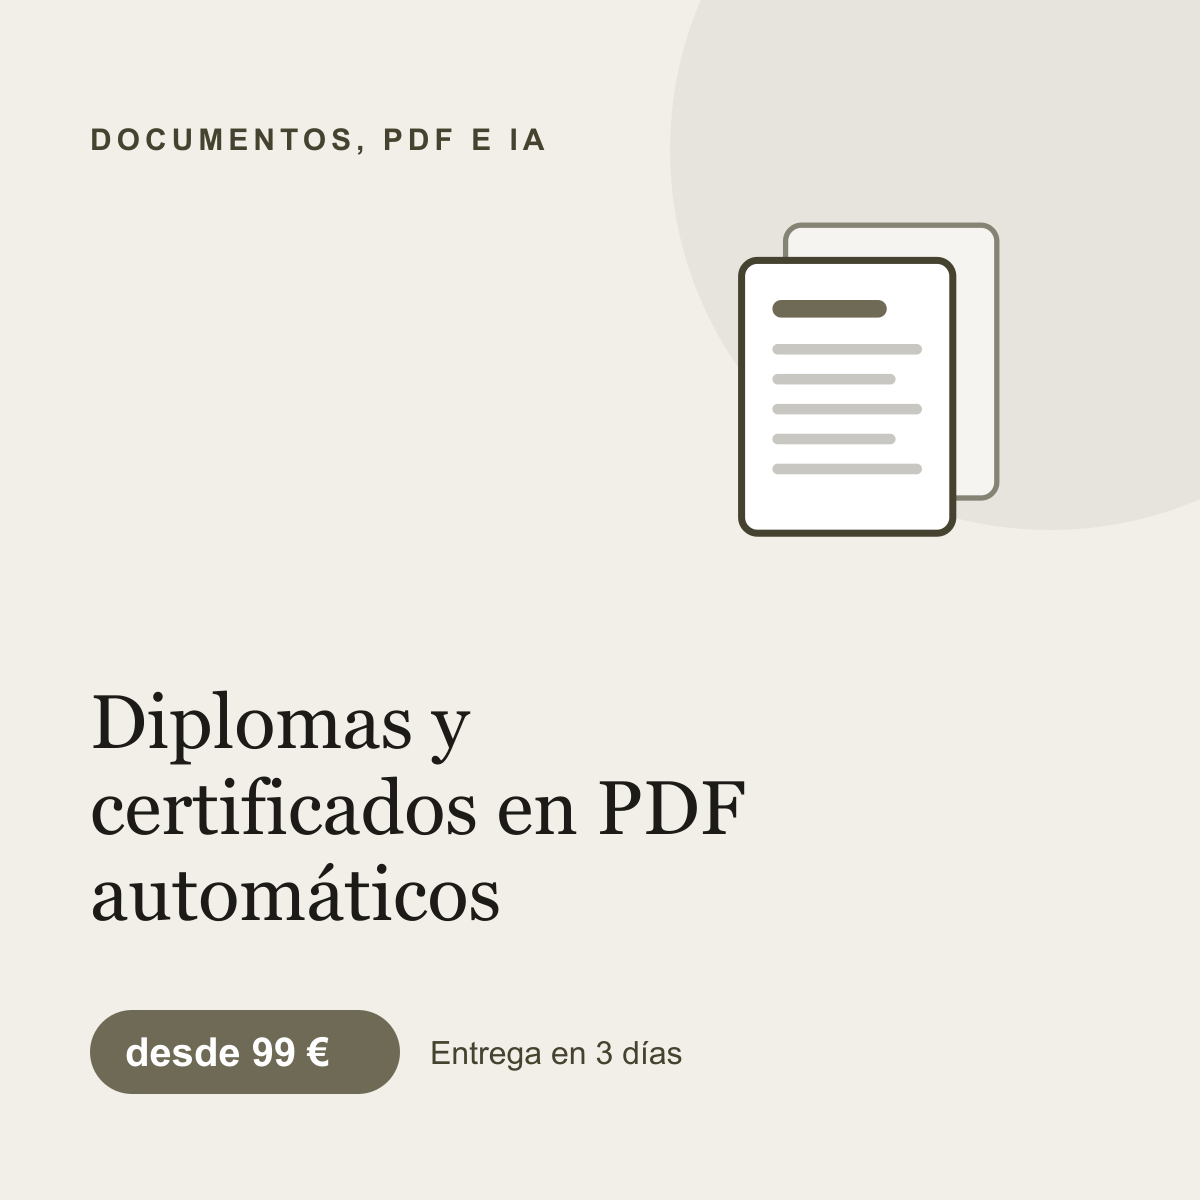 DOCUMENTOS, PDF E IA
Diplomas y
certificados en PDF
automáticos
desde 99 €
Entrega en 3 días